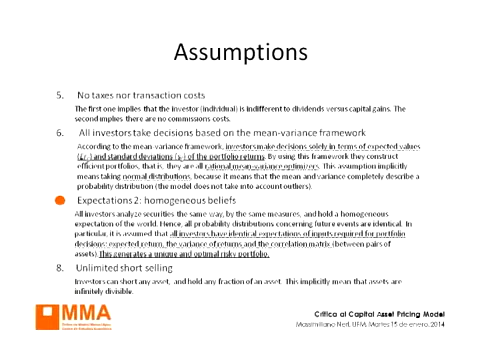 Assumptions
5. No taxes nor transaction costs
The first one implies that the investor (individual) is indifferent to dividends versus capital gains. The
second implies there are no commissions costs.
6. All investors take decisions based on the mean-variance framework
According to the mean-variance framework, investors make decisions solely in terms of expected values
and standard deviations of the portfolio returns. By using this framework they construct
efficient portfolios, that is, they are all rational mean-variance optimizers. This assumption implicitly
means taking normal distributions, because it means that the mean and variance completely describe a
probability distribution (the model does not take into account outliers).
Expectations 2: homogeneous beliefs
All investors analyze securities the same way, by the same measures, and hold a homogeneous
expectation of the world. Hence, all probability distributions concerning future events are identical. In
particular, it is assumed that all investors have identical expectations of inputs required for portfolio
decisions: expected return, the variance of returns and the correlation matrix (between pairs of
assets). This generates a unique and optimal risky portfolio.
8. Unlimited short selling
Investors can short any asset, and hold any fraction of an asset. This implicitly mean that assets are
infinitely divisible.
MMA
Critica al Capital Asset Pricing Model
Massimiliano Neri, UFM, Martes 15 de enero, 2014